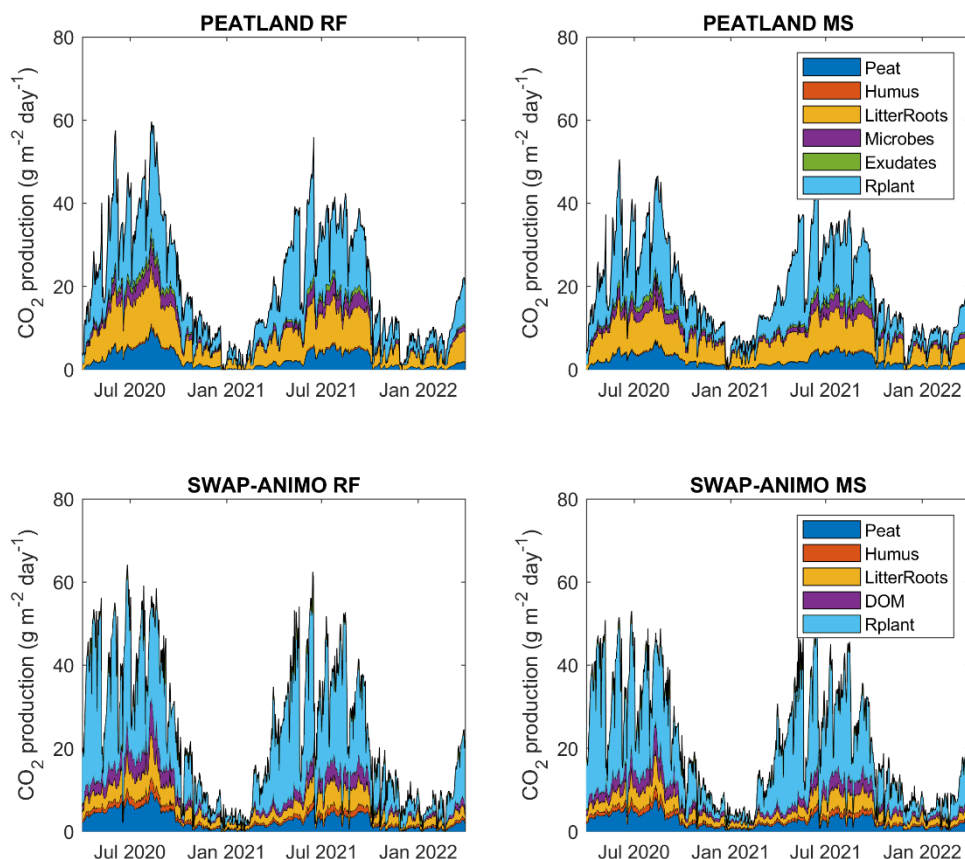 PEATLAND RF
80
60
40
20
0
CO2 production (g m-2 day-1)
Jul 2020 Jan 2021 Jul 2021 Jan 2022
PEATLAND MS
80
60
40
20
0
CO2 production (g m-2 day-1)
Peat
Humus
LitterRoots
Microbes
Exudates
Rplant
Jul 2020 Jan 2021 Jul 2021 Jan 2022
SWAP-ANIMO RF
80
60
40
20
0
CO2 production (g m-2 day-1)
Jul 2020 Jan 2021 Jul 2021 Jan 2022
SWAP-ANIMO MS
80
60
40
20
0
CO2 production (g m-2 day-1)
Peat
Humus
LitterRoots
DOM
Rplant
Jul 2020 Jan 2021 Jul 2021 Jan 2022